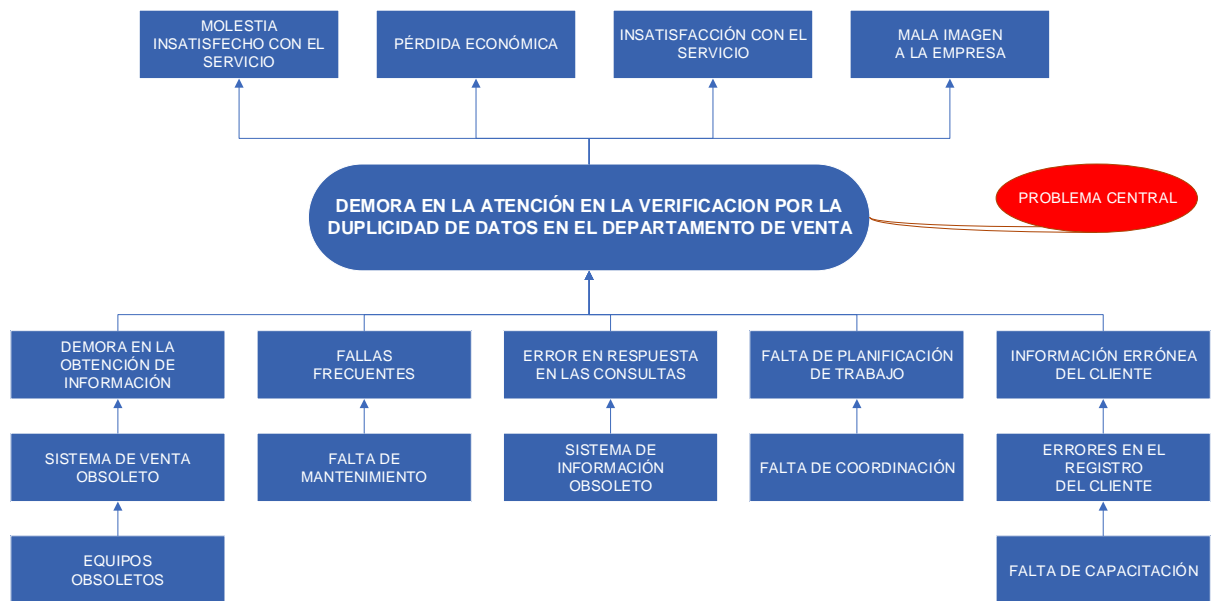 MOLESTIA
INSATISFECHO CON EL
SERVICIO
PÉRDIDA ECONÓMICA
INSATISFACCIÓN CON EL
SERVICIO
MALA IMAGEN
A LA EMPRESA
DEMORA EN LA ATENCIÓN EN LA VERIFICACION POR LA
DUPLICIDAD DE DATOS EN EL DEPARTAMENTO DE VENTA
PROBLEMA CENTRAL
DEMORA EN LA
OBTENCIÓN DE
INFORMACIÓN
FALLAS
FRECUENTES
ERROR EN RESPUESTA
EN LAS CONSULTAS
FALTA DE PLANIFICACIÓN
DE TRABAJO
INFORMACIÓN ERRÓNEA
DEL CLIENTE
SISTEMA DE VENTA
OBSOLETO
FALTA DE
MANTENIMIENTO
SISTEMA DE
INFORMACIÓN
OBSOLETO
FALTA DE COORDINACIÓN
ERRORES EN EL
REGISTRO
DEL CLIENTE
EQUIPOS
OBSOLETOS
FALTA DE CAPACITACIÓN